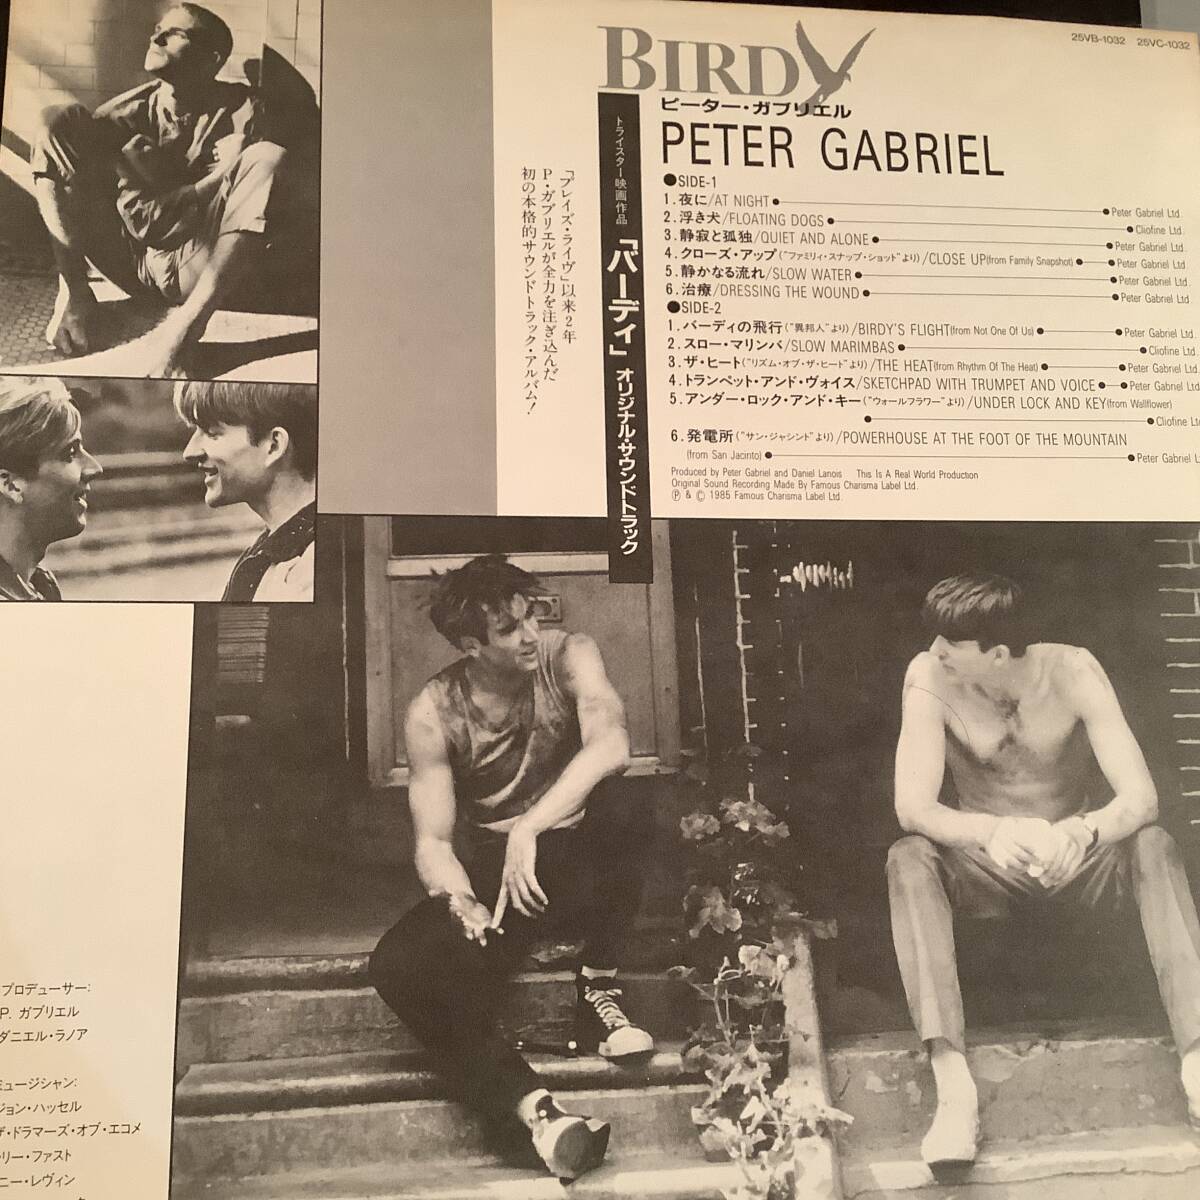 BIRDY
25VB-1032 25VC-1032
ピーター・ガブリエル
PETER GABRIEL
●SIDE-1
1.夜に/AT NIGHT● ●Peter Gabriel Ltd.
2.浮き犬/FLOATING DOGS● ●Cliofine Ltd.
3.静寂と孤独/QUIET AND ALONE● ●Peter Gabriel Ltd.
4.クローズ・アップ("ファミリィ・スナップ・ショット"より)/CLOSE UP(from Family Snapshot)● ●Peter Gabriel Ltd.
5.静かなる流れ/SLOW WATER● ●Peter Gabriel Ltd.
6.治療/DRESSING THE WOUND● ●Peter Gabriel Ltd.
●SIDE-2
1.バーディの飛行("異邦人"より)/BIRDY'S FLIGHT(from Not One Of Us)● ●Peter Gabriel Ltd.
2.スロー・マリンバ/SLOW MARIMBAS● ●Cliofine Ltd.
3.ザ・ヒート("リズム・オブ・ザ・ヒート"より)/THE HEAT(from Rhythm Of The Heat)● ●Peter Gabriel Ltd.
4.トランペット・アンド・ヴォイス/SKETCHPAD WITH TRUMPET AND VOICE● ●Peter Gabriel Ltd
5.アンダー・ロック・アンド・キー("ウォールフラワー"より)/UNDER LOCK AND KEY(from Wallflower)
● ●Cliofine Lt
6.発電所("サン・ジャシント"より)/POWERHOUSE AT THE FOOT OF THE MOUNTAIN
(from San Jacinto)● ●Peter Gabriel L
Produced by Peter Gabriel and Daniel Lanois This Is A Real World Production
Original Sound Recording Made By Famous Charisma Label Ltd.
Ⓟ & © 1985 Famous Charisma Label Ltd.
トライスター映画作品
「バーディ」オリジナル・サウンドトラック
『プレイズ・ライヴ』以来2年
P・ガブリエルが全力を注ぎ込んだ
初の本格的サウンドトラック・アルバム!
プロデューサー:
P. ガブリエル
ダニエル・ラノア
ミュージシャン:
ジョン・ハッセル
ザ・ドラマーズ・オブ・エコメ
リー・ファスト
ニー・レヴィン